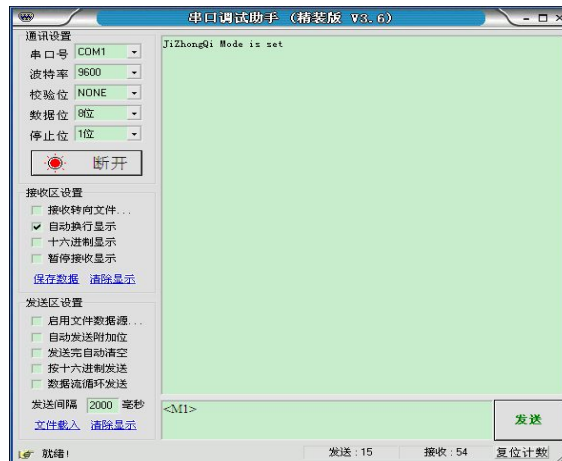 串口调试助手 (精装版 V3.6)
通讯设置
串口号 COM1
波特率 9600
校验位 NONE
数据位 8位
停止位 1位
断开
接收区设置
接收转向文件...
自动换行显示
十六进制显示
暂停接收显示
保存数据 清除显示
发送区设置
启用文件数据源...
自动发送附加位
发送完自动清空
按十六进制发送
数据流循环发送
发送间隔 2000 毫秒
文件载入 清除显示
JiZhongQi Mode is set
<M1>
发送
就绪!
发送 : 15
接收 : 54
复位计数